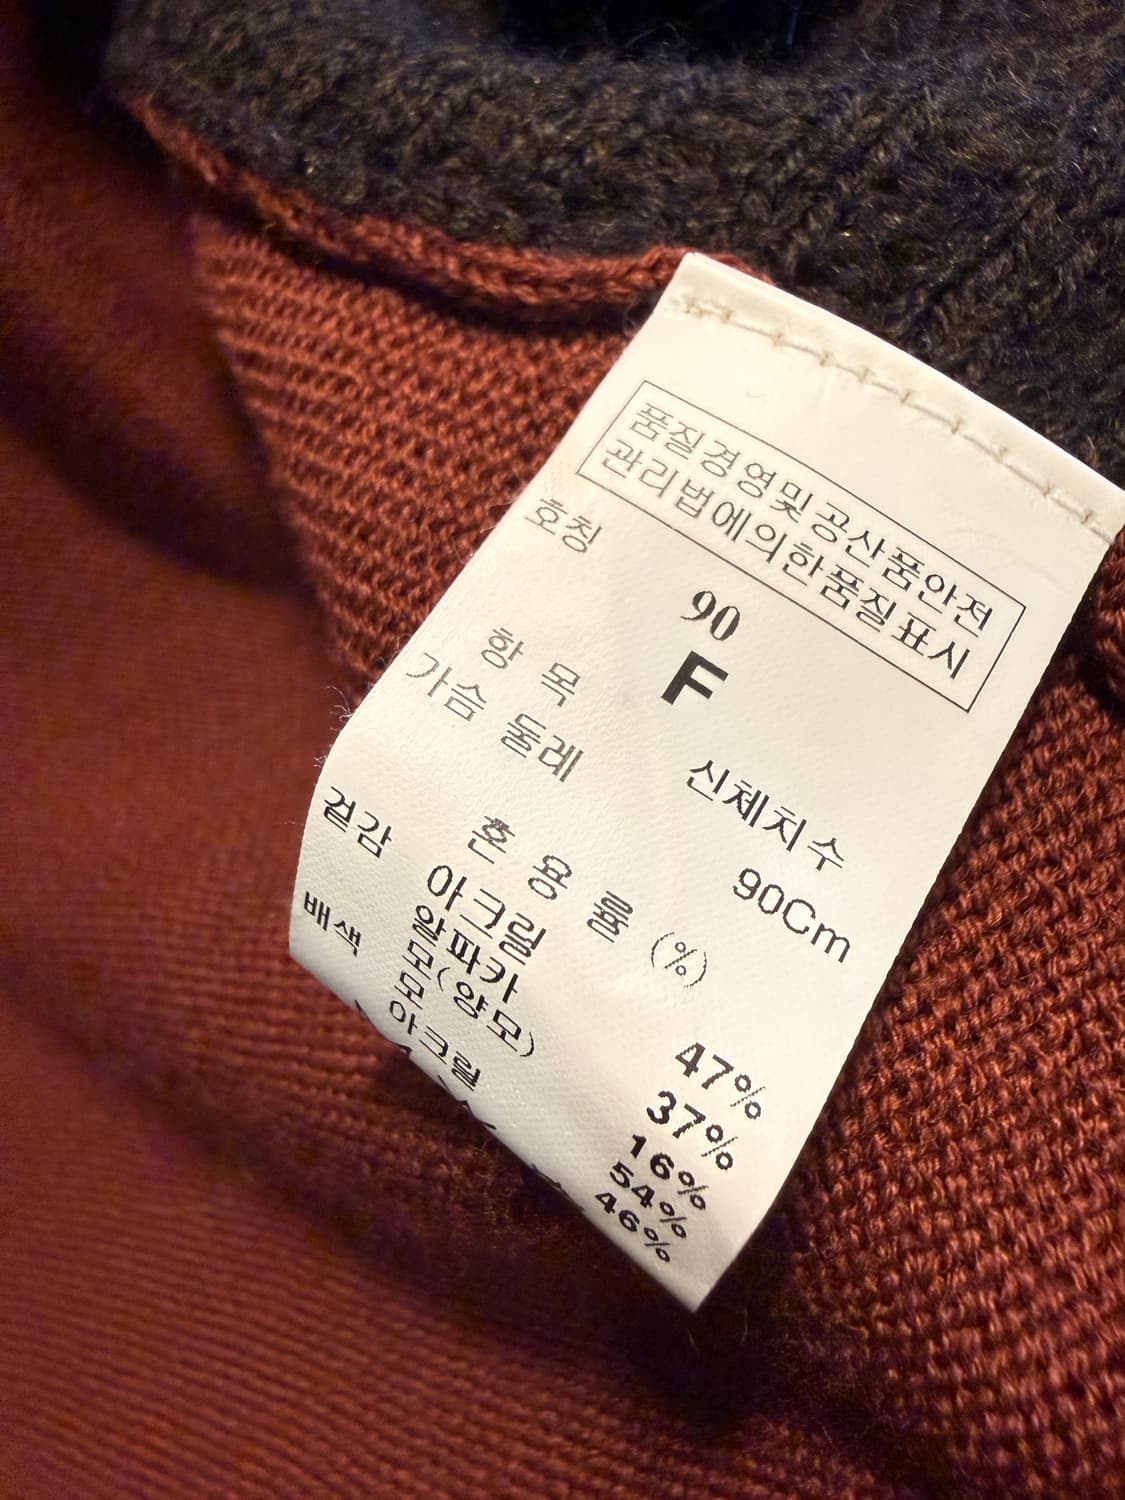 품질경영및공산품안전
관리법에의한품질표시
호칭
90
F
항 목 신체치수
가슴 둘레 90Cm
혼 용 률 (%)
겉감 아크릴 47%
알파카 37%
모(양모) 16%
배색 모 54%
아크릴 46%